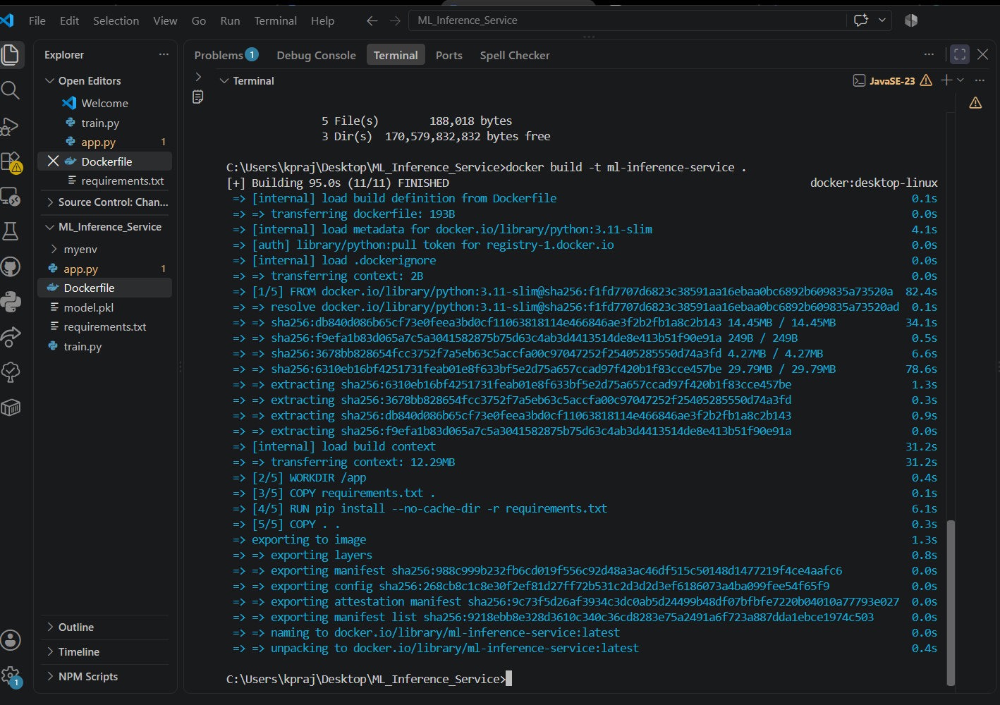 File Edit Selection View Go Run Terminal Help
ML_Inference_Service
Explorer
Open Editors
Welcome
train.py
app.py 1
Dockerfile
requirements.txt
Source Control: Chan...
ML_Inference_Service
myenv
app.py 1
Dockerfile
model.pkl
requirements.txt
train.py
Outline
Timeline
NPM Scripts
1
Problems 1 Debug Console Terminal Ports Spell Checker
Terminal
JavaSE-23
5 File(s) 188,018 bytes
3 Dir(s) 170,579,832,832 bytes free
C:\Users\kpraj\Desktop\ML_Inference_Service>docker build -t ml-inference-service .
[+] Building 95.0s (11/11) FINISHED docker:desktop-linux
=> [internal] load build definition from Dockerfile 0.1s
=> => transferring dockerfile: 193B 0.0s
=> [internal] load metadata for docker.io/library/python:3.11-slim 4.1s
=> [auth] library/python:pull token for registry-1.docker.io 0.0s
=> [internal] load .dockerignore 0.0s
=> => transferring context: 2B 0.0s
=> [1/5] FROM docker.io/library/python:3.11-slim@sha256:f1fd7707d6823c38591aa16ebaa0bc6892b609835a73520a 82.4s
=> => resolve docker.io/library/python:3.11-slim@sha256:f1fd7707d6823c38591aa16ebaa0bc6892b609835a73520ad 0.1s
=> => sha256:db840d086b65cf73e0feea3bd0cf11063818114e466846ae3f2b2fb1a8c2b143 14.45MB / 14.45MB 34.1s
=> => sha256:f9efa1b83d065a7c5a3041582875b75d63c4ab3d4413514de8e413b51f90e91a 249B / 249B 0.5s
=> => sha256:3678bb828654fcc3752f7a5eb63c5accfa00c97047252f25405285550d74a3fd 4.27MB / 4.27MB 6.6s
=> => sha256:6310eb16bf4251731feab01e8f633bf5e2d75a657ccad97f420b1f83cce457be 29.79MB / 29.79MB 78.6s
=> => extracting sha256:6310eb16bf4251731feab01e8f633bf5e2d75a657ccad97f420b1f83cce457be 1.3s
=> => extracting sha256:3678bb828654fcc3752f7a5eb63c5accfa00c97047252f25405285550d74a3fd 0.3s
=> => extracting sha256:db840d086b65cf73e0feea3bd0cf11063818114e466846ae3f2b2fb1a8c2b143 0.9s
=> => extracting sha256:f9efa1b83d065a7c5a3041582875b75d63c4ab3d4413514de8e413b51f90e91a 0.0s
=> [internal] load build context 31.2s
=> => transferring context: 12.29MB 31.2s
=> [2/5] WORKDIR /app 0.4s
=> [3/5] COPY requirements.txt . 0.1s
=> [4/5] RUN pip install --no-cache-dir -r requirements.txt 6.1s
=> [5/5] COPY . . 0.3s
=> exporting to image 1.3s
=> => exporting layers 0.8s
=> => exporting manifest sha256:988c999b232fb6cd019f556c92d48a3ac46df515c50148d1477219f4ce4aafc6 0.0s
=> => exporting config sha256:268cb8c1c8e30f2ef81d27ff72b531c2d3d2d3ef6186073a4ba099fee54f65f9 0.0s
=> => exporting attestation manifest sha256:9c73f5d26af3934c3dc0ab5d24499b48df07bfbfe7220b04010a77793e027 0.0s
=> => exporting manifest list sha256:9218ebb8e328d3610c340c36cd8283e75a2491a6f723a887dda1ebce1974c503 0.0s
=> => naming to docker.io/library/ml-inference-service:latest 0.0s
=> => unpacking to docker.io/library/ml-inference-service:latest 0.4s
C:\Users\kpraj\Desktop\ML_Inference_Service>